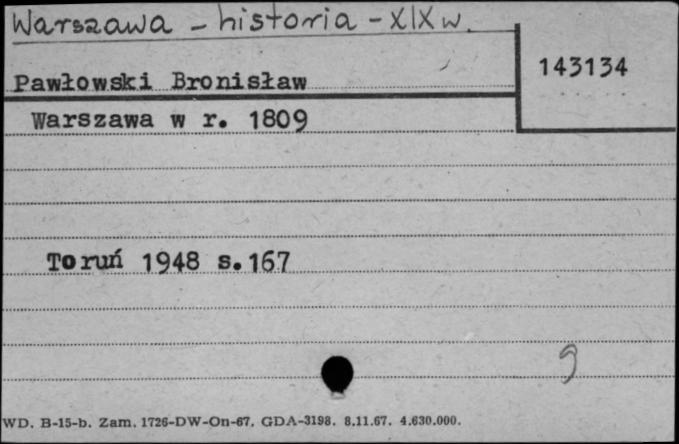 Warszawa - historia - XIX w.
143134
Pawłowski Bronisław
Warszawa w r. 1809
Toruń 1948 s.167
WD. B-15-b. Zam. 1726-DW-On-67. GDA-3198. 8.11.67. 4.630.000.